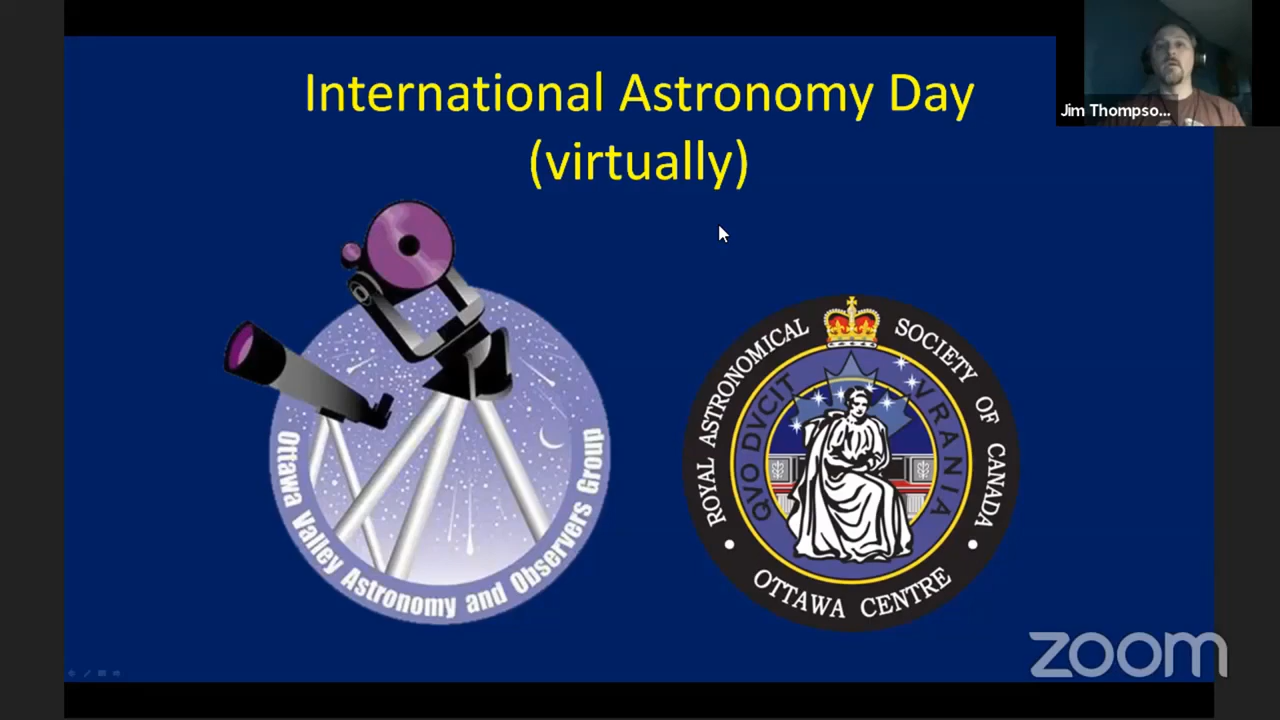 International Astronomy Day
(virtually)
Jim Thompso...
Ottawa Valley Astronomy and Observers Group
ROYAL ASTRONOMICAL SOCIETY OF CANADA
QVO DVCIT VRANIA
OTTAWA CENTRE
zoom